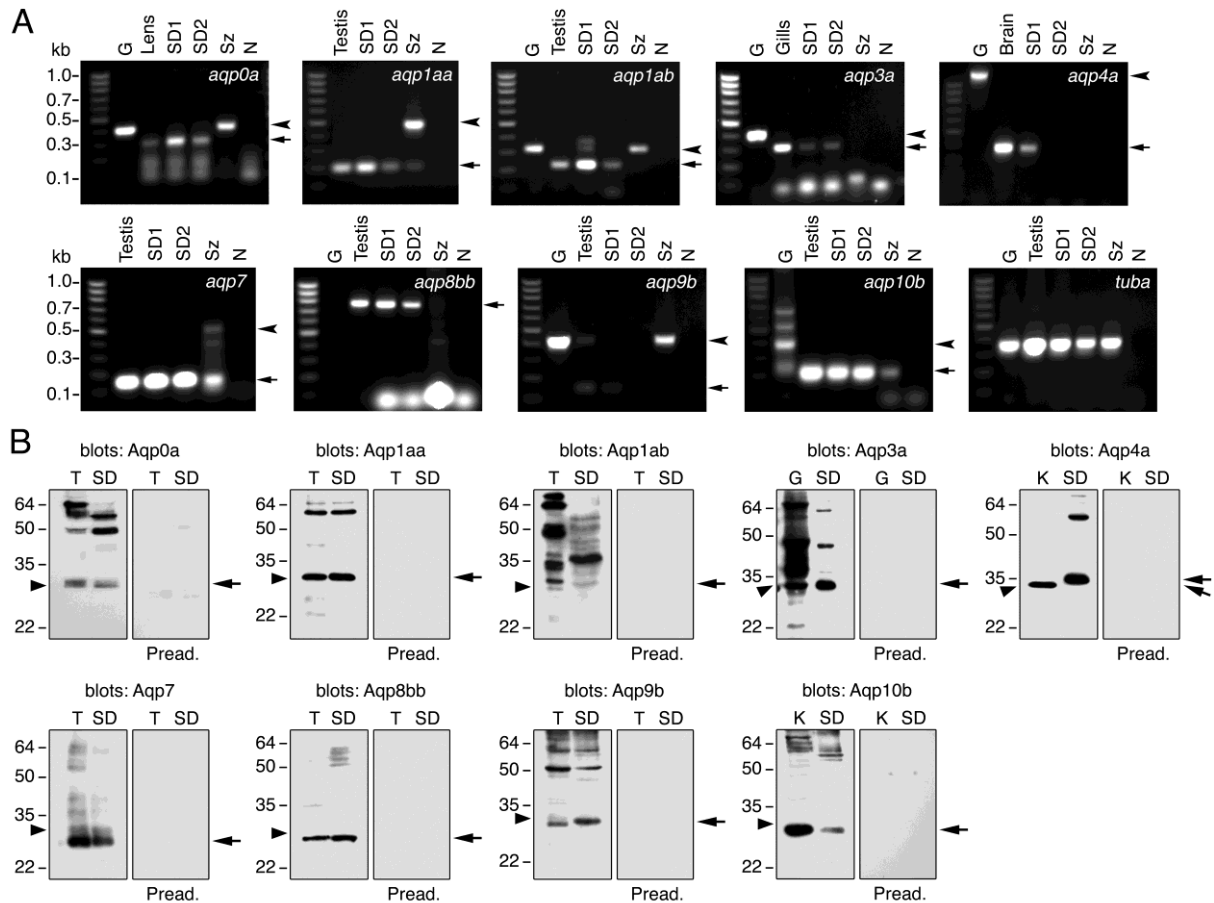 A
kb G Lens SD1 SD2 Sz N
aqp0a
1.0-
0.7-
0.5-
0.3-
0.1-
Testis SD1 SD2 Sz N
aqp1aa
G Testis SD1 SD2 Sz N
aqp1ab
G Gills SD1 SD2 Sz N
aqp3a
G Brain SD1 SD2 Sz N
aqp4a
kb Testis SD1 SD2 Sz N
aqp7
1.0-
0.7-
0.5-
0.3-
0.1-
G Testis SD1 SD2 Sz N
aqp8bb
G Testis SD1 SD2 Sz N
aqp9b
G Testis SD1 SD2 Sz N
aqp10b
G Testis SD1 SD2 Sz N
tuba
B
blots: Aqp0a
T SD T SD
64-
50-
35-
22-
Pread.
blots: Aqp1aa
T SD T SD
64-
50-
35-
22-
Pread.
blots: Aqp1ab
T SD T SD
64-
50-
35-
22-
Pread.
blots: Aqp3a
G SD G SD
64-
50-
35-
22-
Pread.
blots: Aqp4a
K SD K SD
64-
50-
35-
22-
Pread.
blots: Aqp7
T SD T SD
64-
50-
35-
22-
Pread.
blots: Aqp8bb
T SD T SD
64-
50-
35-
22-
Pread.
blots: Aqp9b
T SD T SD
64-
50-
35-
22-
Pread.
blots: Aqp10b
K SD K SD
64-
50-
35-
22-
Pread.